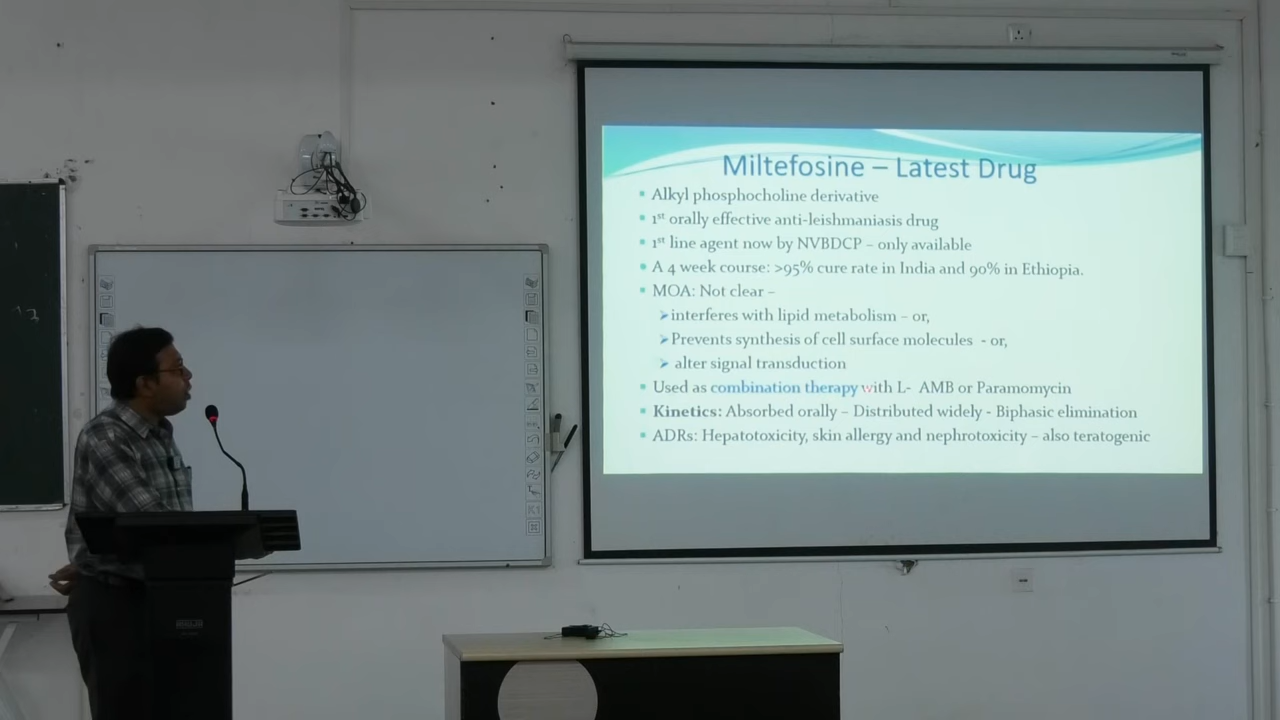 Miltefosine – Latest Drug
Alkyl phosphocholine derivative
1st orally effective anti-leishmaniasis drug
1st line agent now by NVBDCP – only available
A 4 week course: >95% cure rate in India and 90% in Ethiopia.
MOA: Not clear –
interferes with lipid metabolism – or,
Prevents synthesis of cell surface molecules - or,
alter signal transduction
Used as combination therapy with L- AMB or Paramomycin
Kinetics: Absorbed orally – Distributed widely - Biphasic elimination
ADRs: Hepatotoxicity, skin allergy and nephrotoxicity – also teratogenic